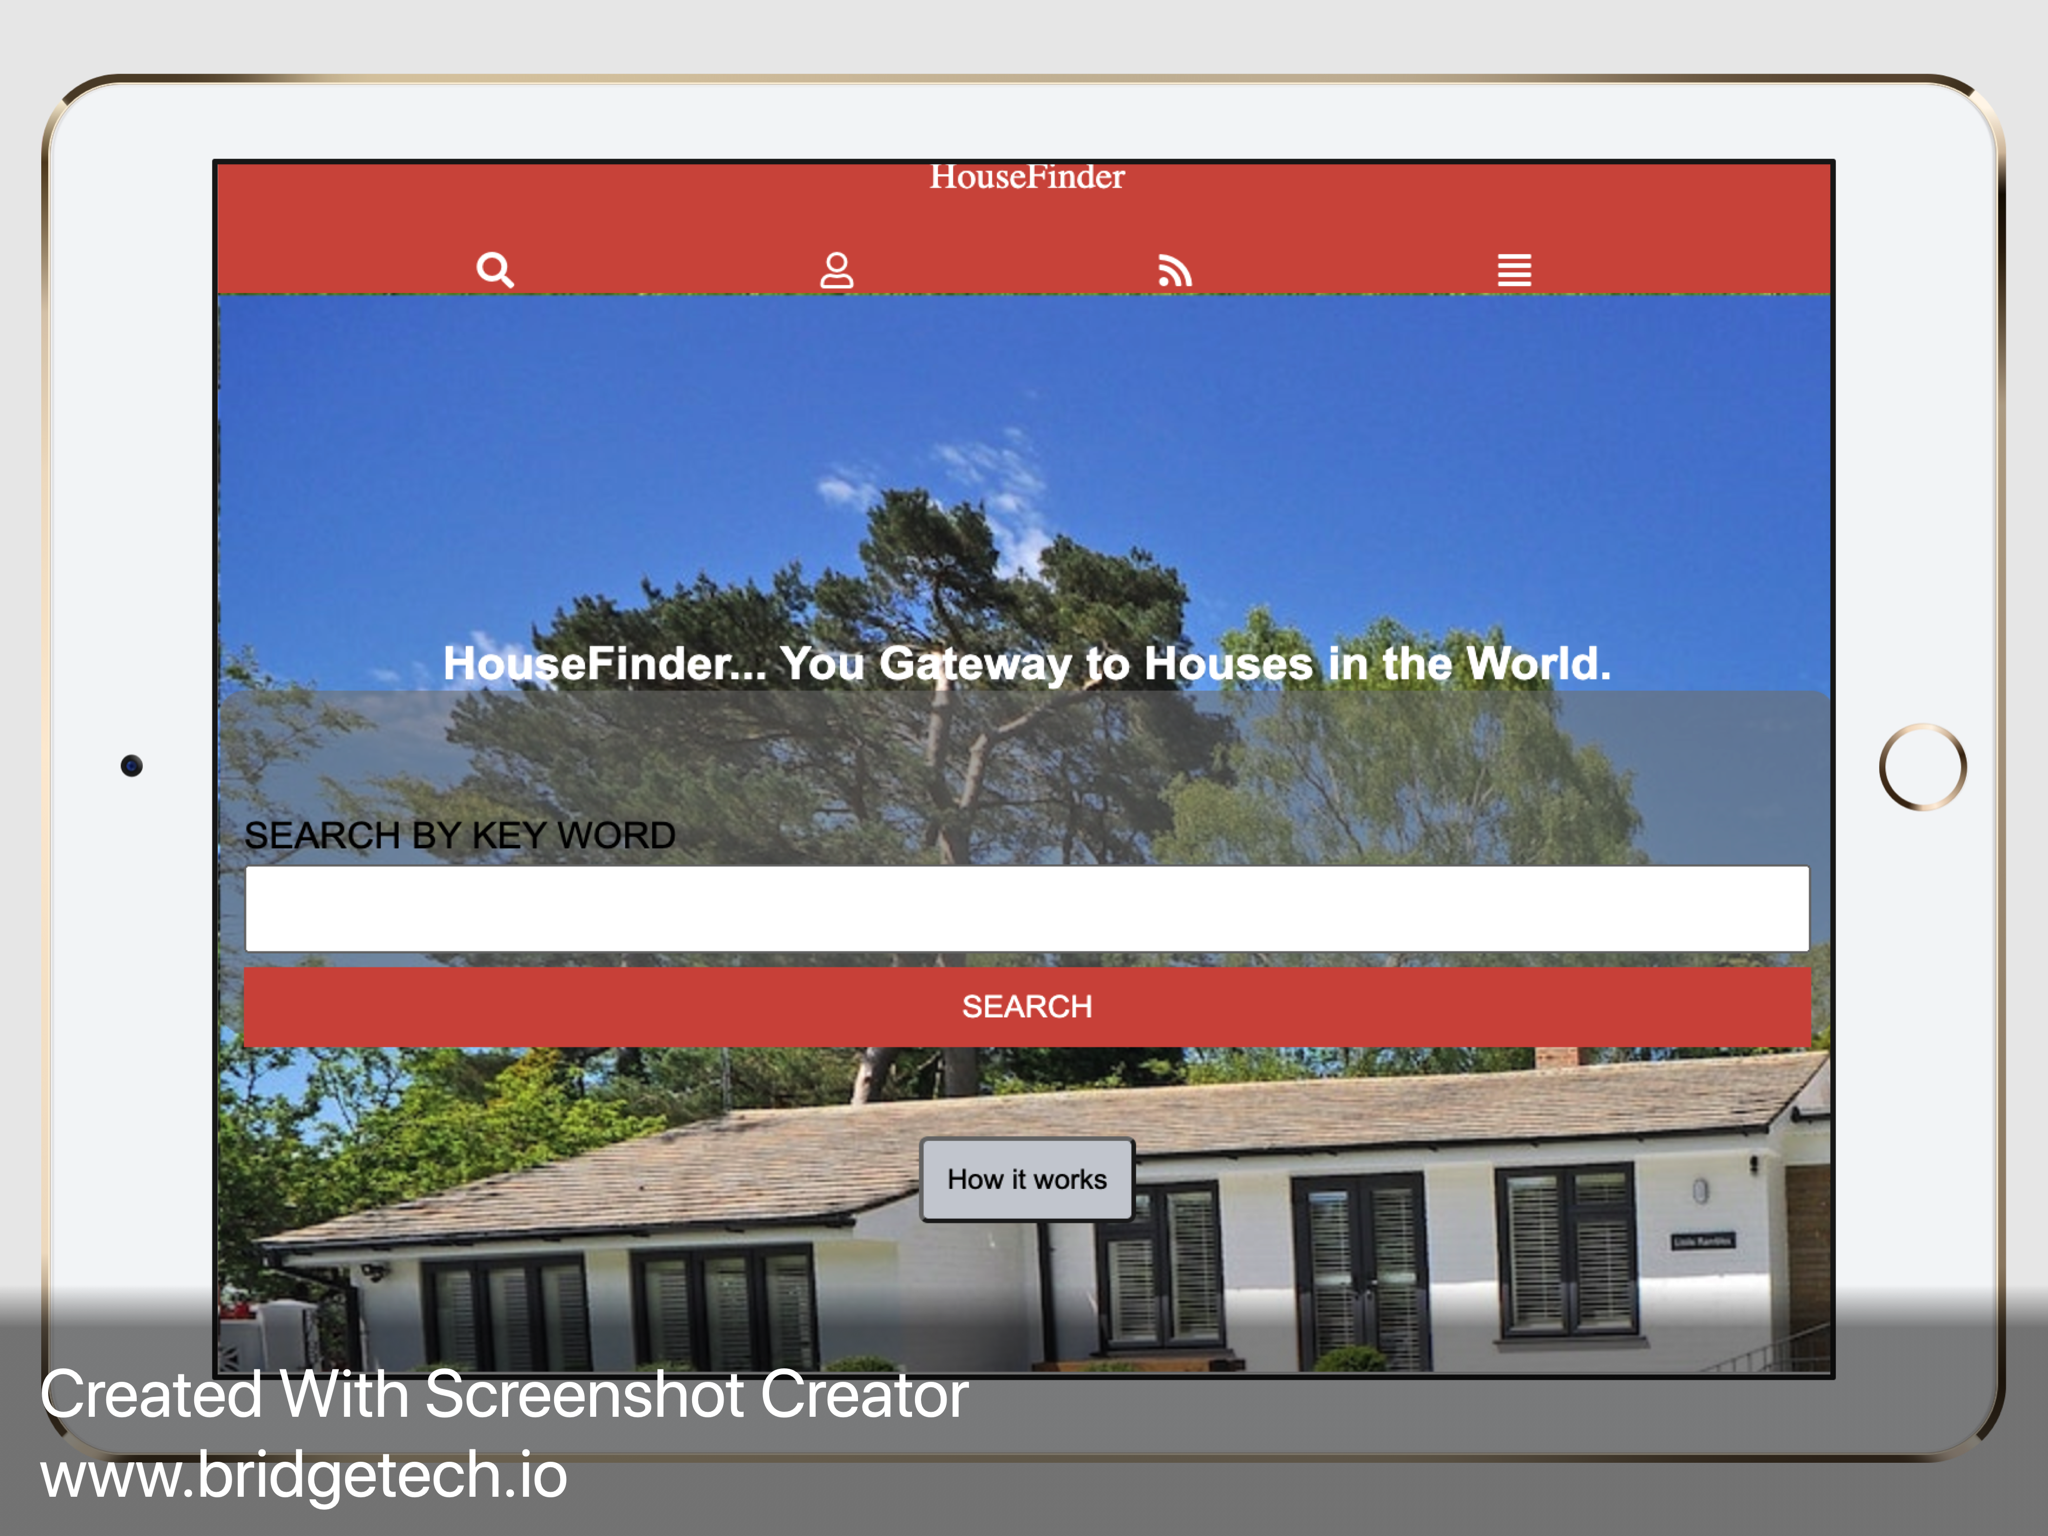 HouseFinder
HouseFinder... You Gateway to Houses in the World.
SEARCH BY KEY WORD
SEARCH
How it works
Created With Screenshot Creator
www.bridgetech.io